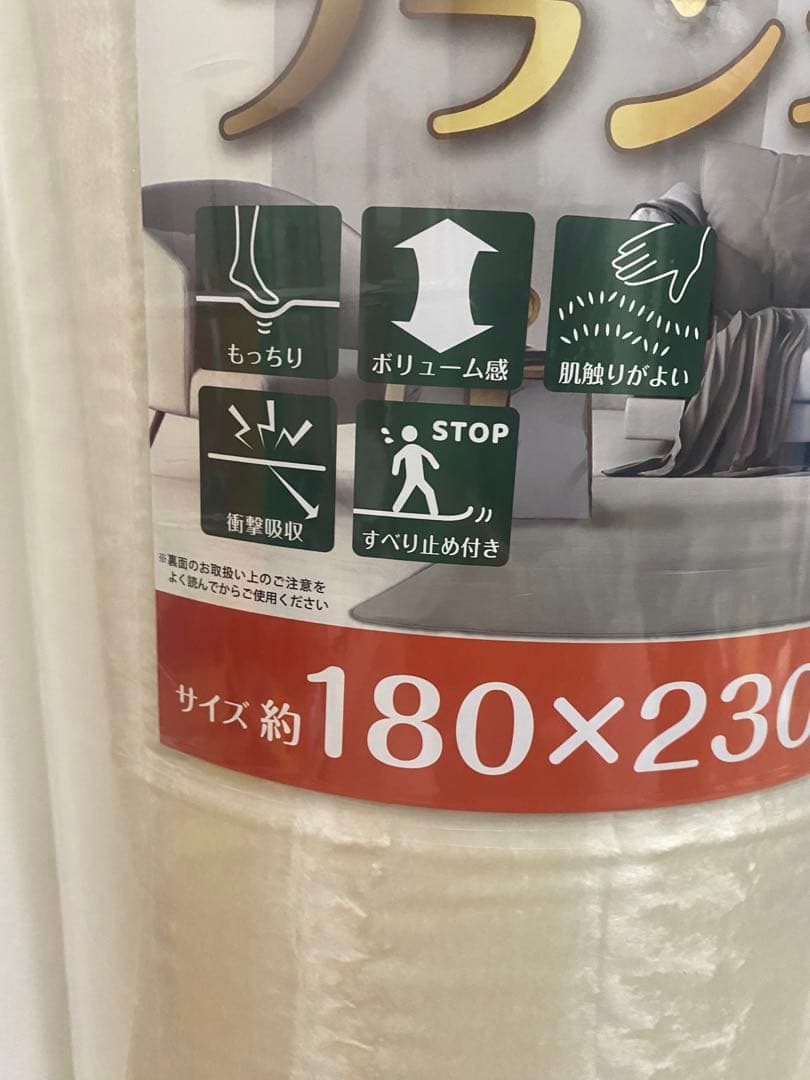 ラン
もっちり
ボリューム感
肌触りがよい
衝撃吸収
STOP
すべり止め付き
※裏面のお取扱い上のご注意を
よく読んでからご使用ください
サイズ 約180×230